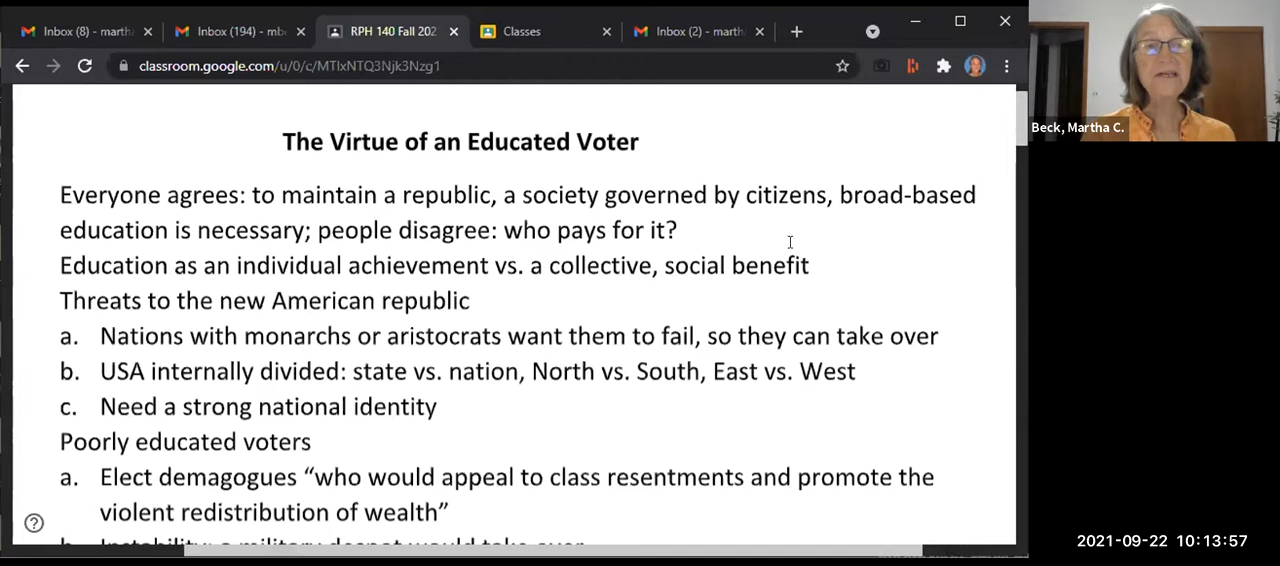 Inbox (8) - marth
Inbox (194) - mb
RPH 140 Fall 202
Classes
Inbox (2) - marth
classroom.google.com/u/0/c/MTIxNTQ3Njk3Nzg1
Beck, Martha C.
The Virtue of an Educated Voter
Everyone agrees: to maintain a republic, a society governed by citizens, broad-based
education is necessary; people disagree: who pays for it?
Education as an individual achievement vs. a collective, social benefit
Threats to the new American republic
a. Nations with monarchs or aristocrats want them to fail, so they can take over
b. USA internally divided: state vs. nation, North vs. South, East vs. West
c. Need a strong national identity
Poorly educated voters
a. Elect demagogues “who would appeal to class resentments and promote the
violent redistribution of wealth”
b. Instability: a military despot would take over
2021-09-22 10:13:57